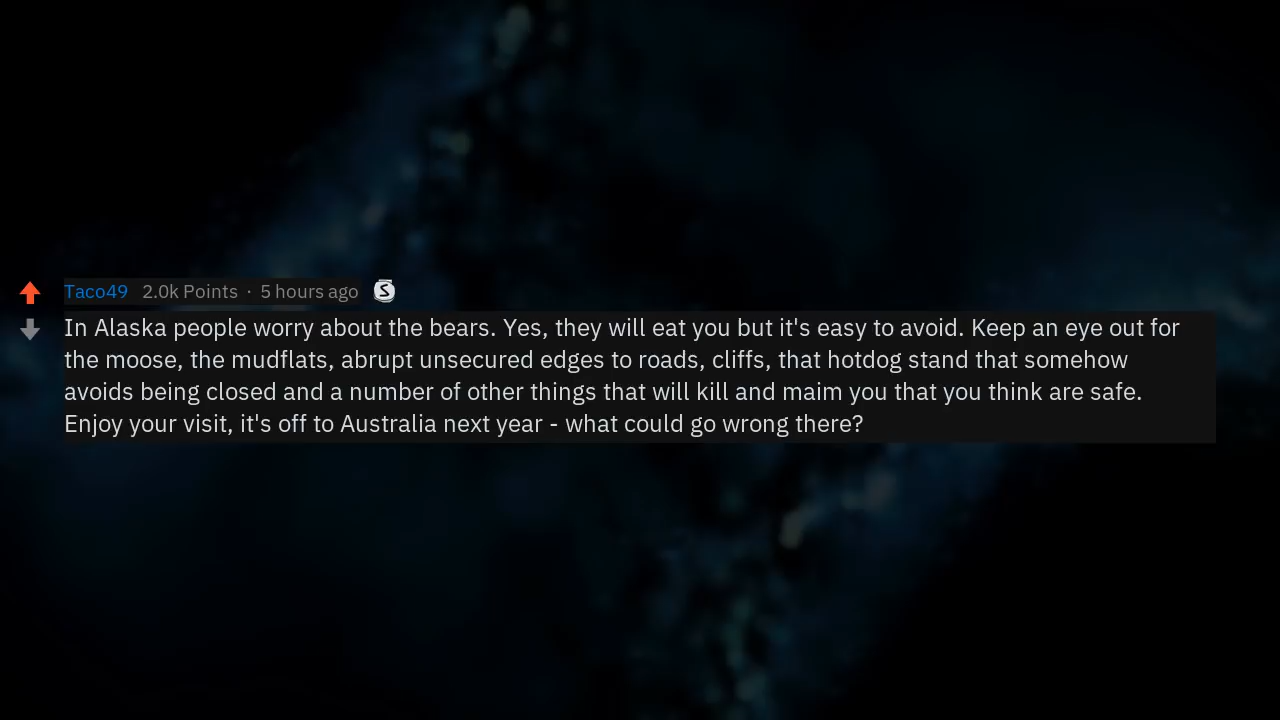 Taco49 2.0k Points · 5 hours ago S
In Alaska people worry about the bears. Yes, they will eat you but it's easy to avoid. Keep an eye out for
the moose, the mudflats, abrupt unsecured edges to roads, cliffs, that hotdog stand that somehow
avoids being closed and a number of other things that will kill and maim you that you think are safe.
Enjoy your visit, it's off to Australia next year - what could go wrong there?